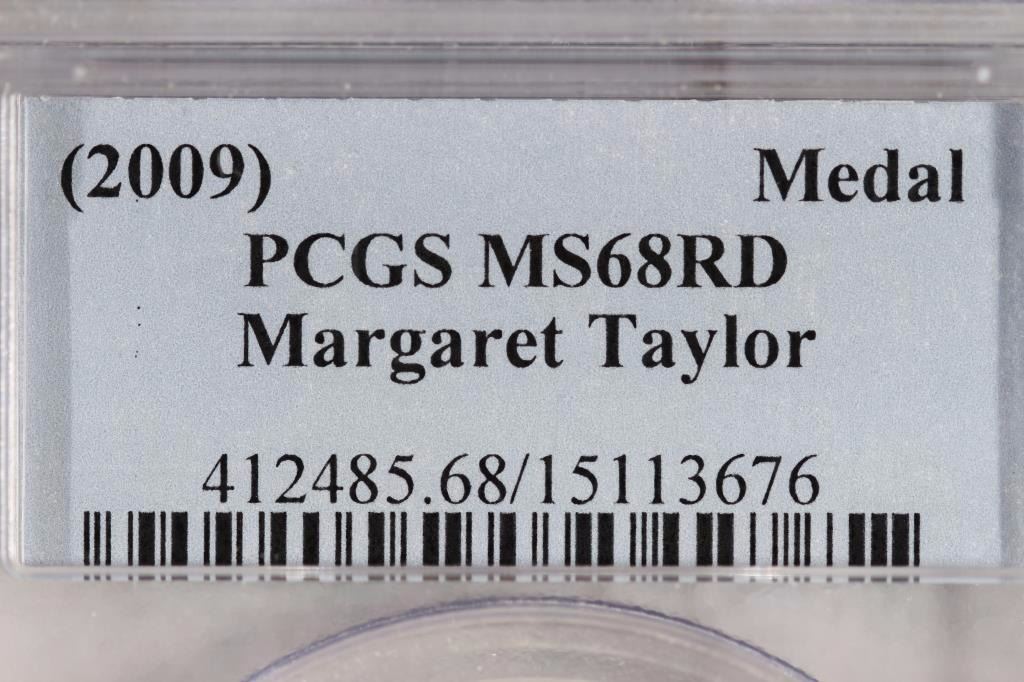 (2009) Medal
PCGS MS68RD
Margaret Taylor
412485.68/15113676